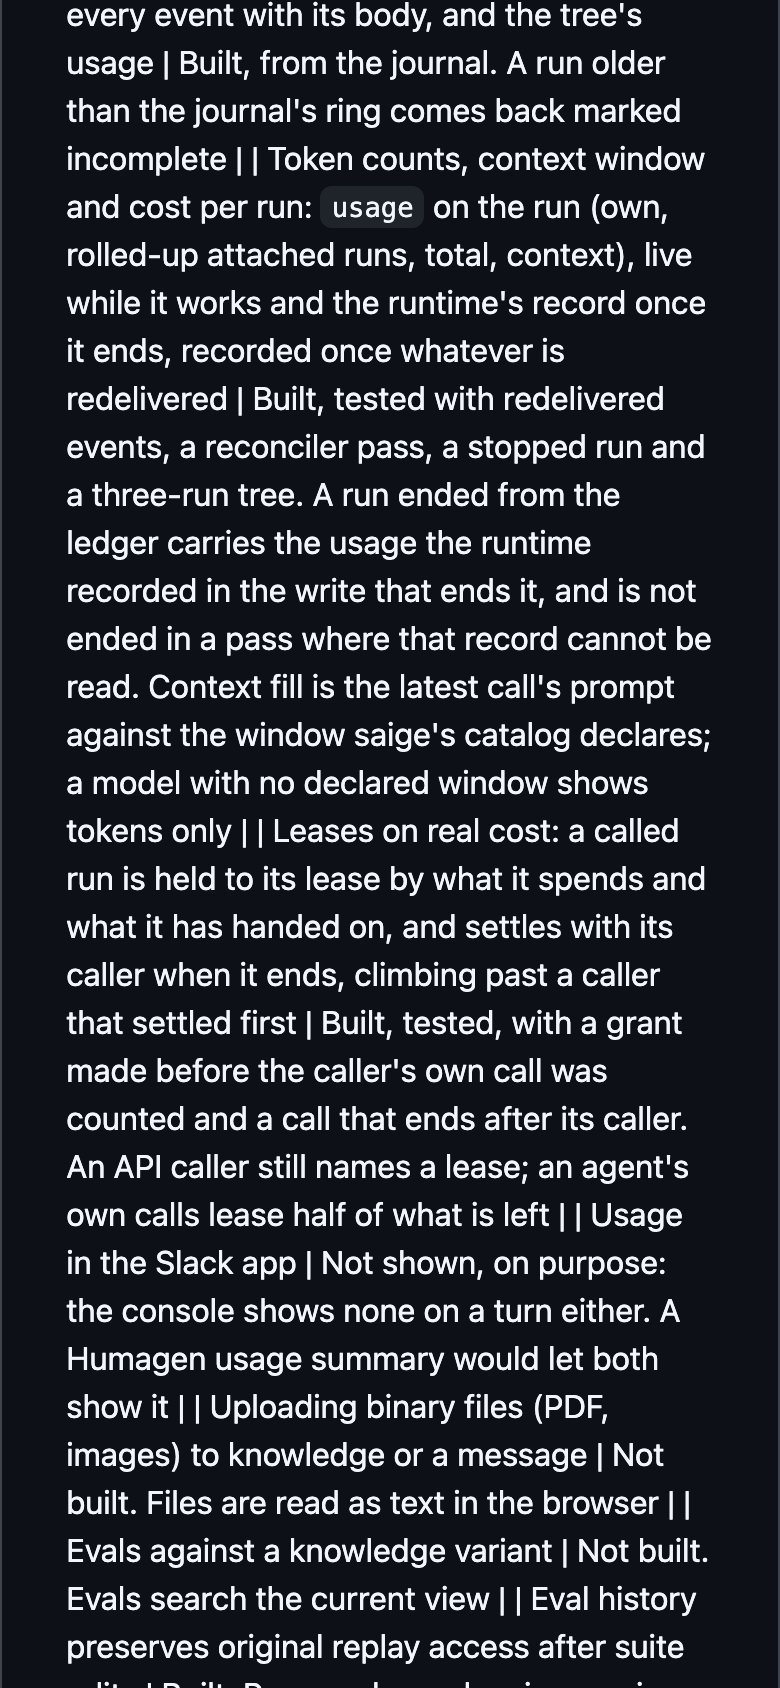 every event with its body, and the tree's
usage | Built, from the journal. A run older
than the journal's ring comes back marked
incomplete | | Token counts, context window
and cost per run: usage on the run (own,
rolled-up attached runs, total, context), live
while it works and the runtime's record once
it ends, recorded once whatever is
redelivered | Built, tested with redelivered
events, a reconciler pass, a stopped run and
a three-run tree. A run ended from the
ledger carries the usage the runtime
recorded in the write that ends it, and is not
ended in a pass where that record cannot be
read. Context fill is the latest call's prompt
against the window saige's catalog declares;
a model with no declared window shows
tokens only | | Leases on real cost: a called
run is held to its lease by what it spends and
what it has handed on, and settles with its
caller when it ends, climbing past a caller
that settled first | Built, tested, with a grant
made before the caller's own call was
counted and a call that ends after its caller.
An API caller still names a lease; an agent's
own calls lease half of what is left | | Usage
in the Slack app | Not shown, on purpose:
the console shows none on a turn either. A
Humagen usage summary would let both
show it | | Uploading binary files (PDF,
images) to knowledge or a message | Not
built. Files are read as text in the browser | |
Evals against a knowledge variant | Not built.
Evals search the current view | | Eval history
preserves original replay access after suite